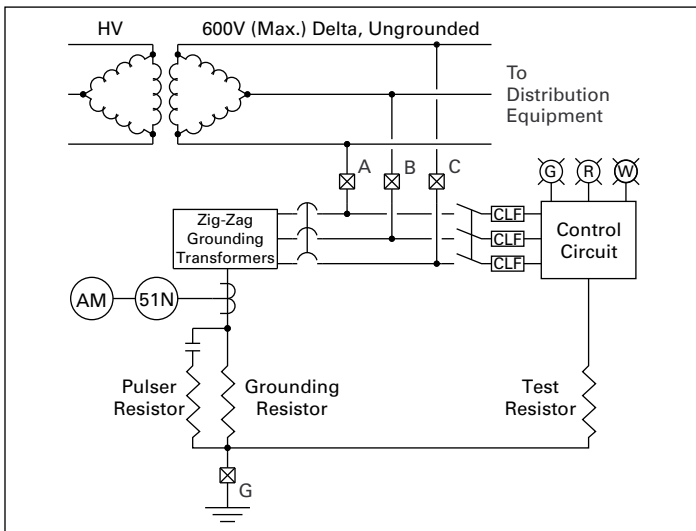 HV
600V (Max.) Delta, Ungrounded
To
Distribution
Equipment
A
B
C
G
R
W
Zig-Zag
Grounding
Transformers
CLF
CLF
CLF
Control
Circuit
AM
51N
Pulser
Resistor
Grounding
Resistor
Test
Resistor
G